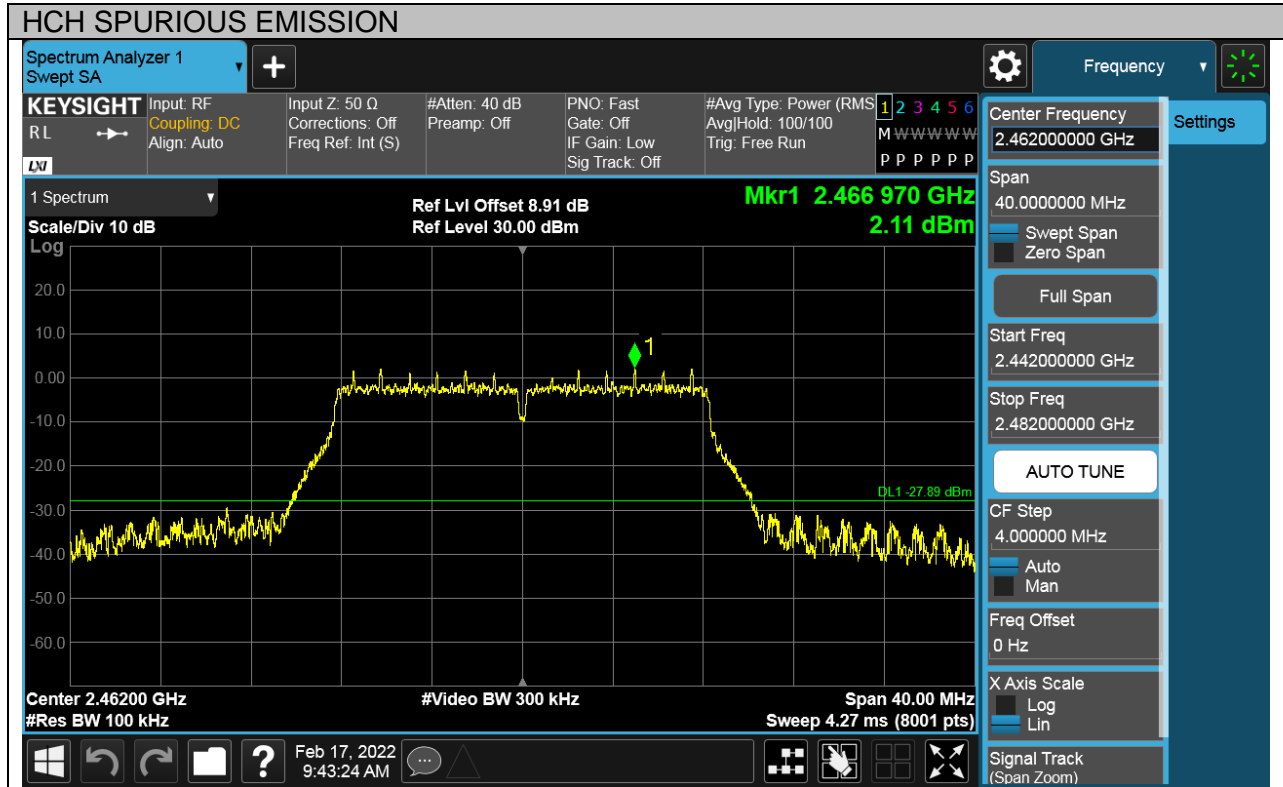 HCH SPURIOUS EMISSION
Spectrum Analyzer 1
Swept SA
Frequency
KEYSIGHT
RL
LXI
Input: RF
Coupling: DC
Align: Auto
Input Z: 50 Ω
Corrections: Off
Freq Ref: Int (S)
#Atten: 40 dB
Preamp: Off
PNO: Fast
Gate: Off
IF Gain: Low
Sig Track: Off
#Avg Type: Power (RMS
Avg|Hold: 100/100
Trig: Free Run
1 2 3 4 5 6
M W W W W W
P P P P P P
1 Spectrum
Scale/Div 10 dB
Ref Lvl Offset 8.91 dB
Ref Level 30.00 dBm
Mkr1 2.466 970 GHz
2.11 dBm
Log
20.0
10.0
0.00
-10.0
-20.0
-30.0
-40.0
-50.0
-60.0
1
DL1 -27.89 dBm
Center 2.46200 GHz
#Res BW 100 kHz
#Video BW 300 kHz
Span 40.00 MHz
Sweep 4.27 ms (8001 pts)
Center Frequency
2.462000000 GHz
Settings
Span
40.0000000 MHz
Swept Span
Zero Span
Full Span
Start Freq
2.442000000 GHz
Stop Freq
2.482000000 GHz
AUTO TUNE
CF Step
4.000000 MHz
Auto
Man
Freq Offset
0 Hz
X Axis Scale
Log
Lin
Signal Track
(Span Zoom)
?
Feb 17, 2022
9:43:24 AM